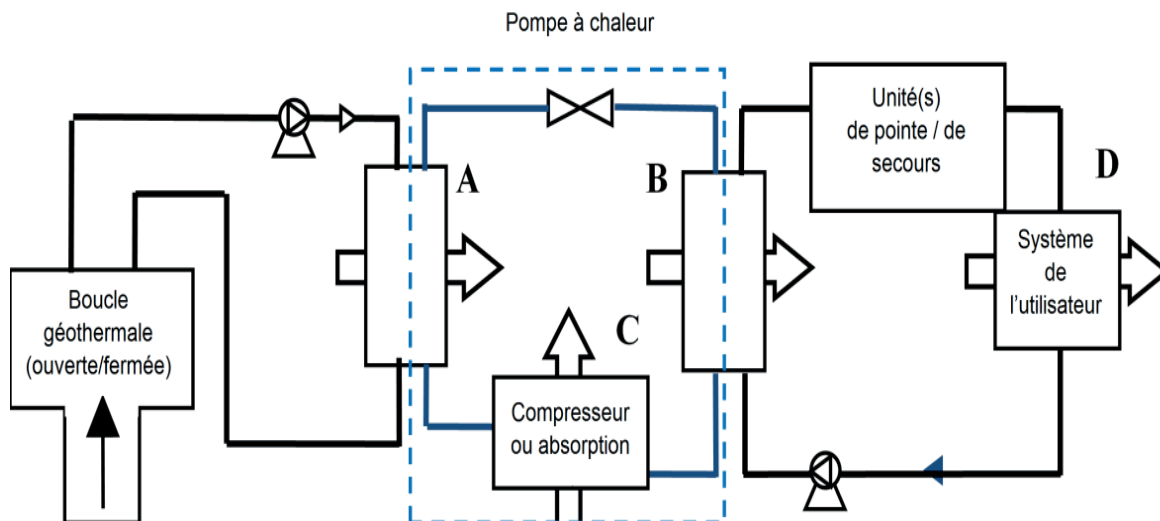 Pompe à chaleur
Unité(s)
de pointe / de
secours
A
B
D
Système
de
l'utilisateur
Boucle
géothermale
(ouverte/fermée)
C
Compresseur
ou absorption